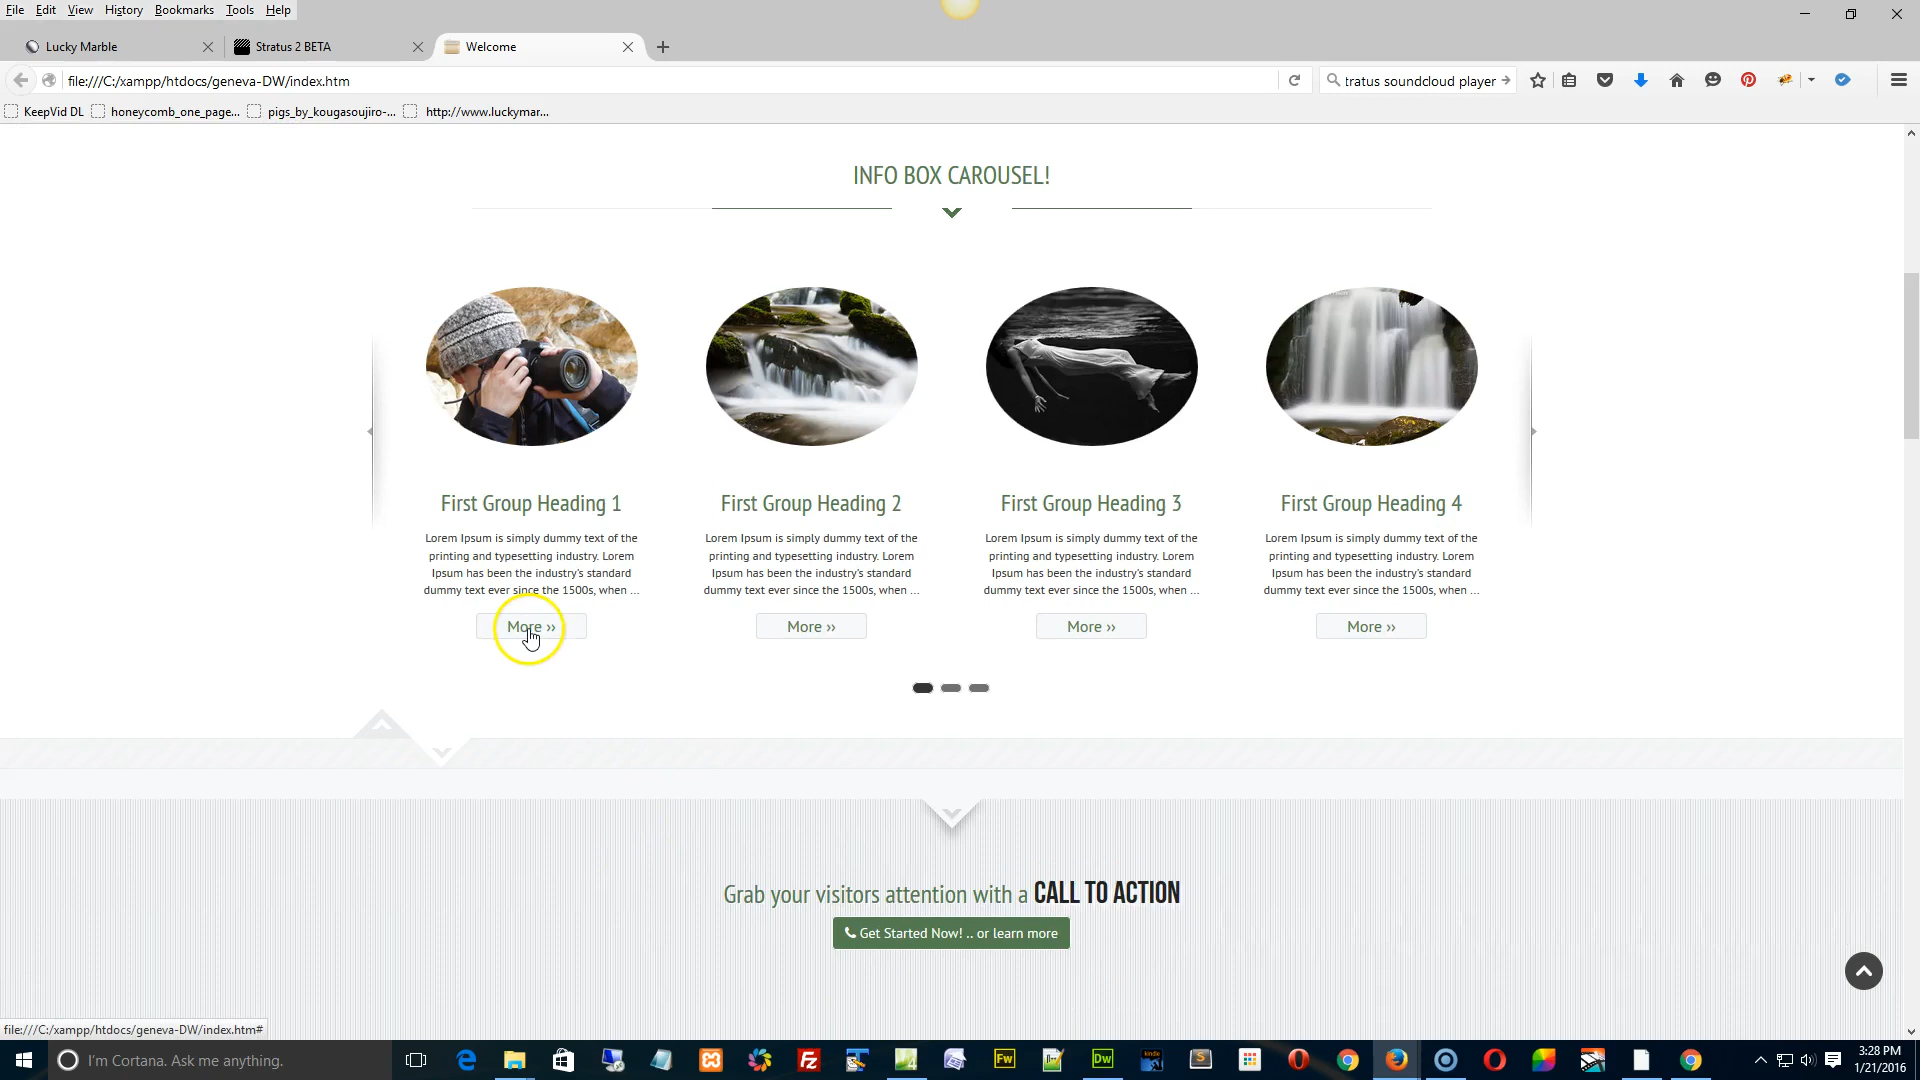 File Edit View History Bookmarks Tools Help
Lucky Marble
Stratus 2 BETA
Welcome
file:///C:/xampp/htdocs/geneva-DW/index.htm
tratus soundcloud player
KeepVid DL
honeycomb_one_page...
pigs_by_kougasoujiro-...
http://www.luckymar...
INFO BOX CAROUSEL!
First Group Heading 1
Lorem Ipsum is simply dummy text of the
printing and typesetting industry. Lorem
Ipsum has been the industry's standard
dummy text ever since the 1500s, when ...
More ››
First Group Heading 2
Lorem Ipsum is simply dummy text of the
printing and typesetting industry. Lorem
Ipsum has been the industry's standard
dummy text ever since the 1500s, when ...
More ››
First Group Heading 3
Lorem Ipsum is simply dummy text of the
printing and typesetting industry. Lorem
Ipsum has been the industry's standard
dummy text ever since the 1500s, when ...
More ››
First Group Heading 4
Lorem Ipsum is simply dummy text of the
printing and typesetting industry. Lorem
Ipsum has been the industry's standard
dummy text ever since the 1500s, when ...
More ››
Grab your visitors attention with a CALL TO ACTION
Get Started Now! .. or learn more
file:///C:/xampp/htdocs/geneva-DW/index.htm#
I'm Cortana. Ask me anything.
Fz
4
Fw
Dw
kindle
S
3:28 PM
1/21/2016